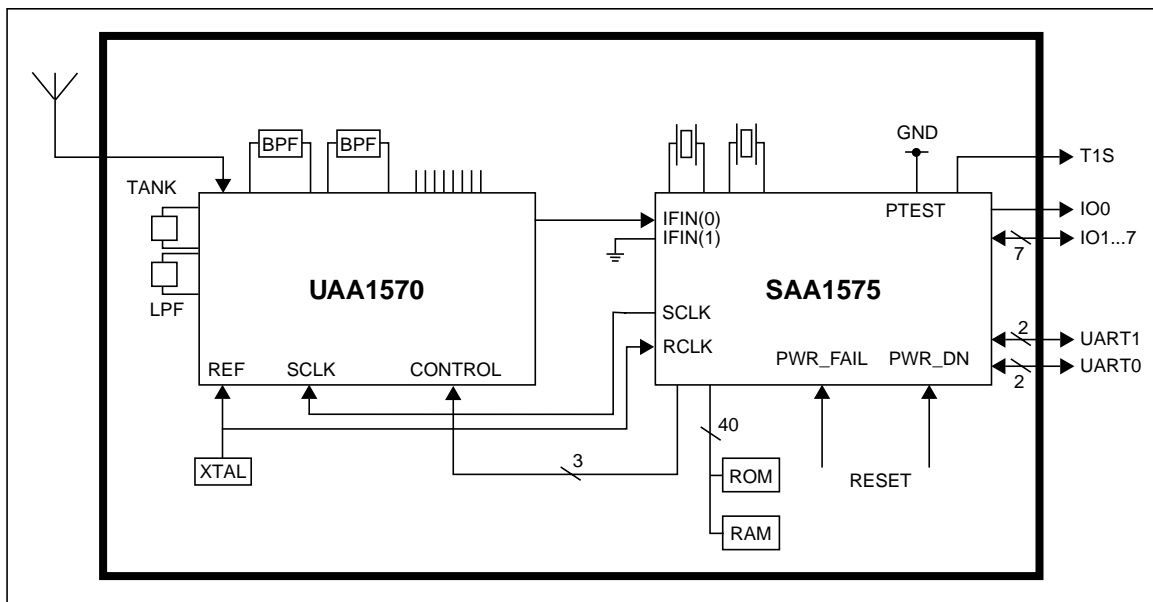 BPF
BPF
GND
T1S
TANK
PTEST
IO0
IFIN(0)
IFIN(1)
7
IO1...7
UAA1570
SAA1575
LPF
SCLK
2
UART1
RCLK
PWR_FAIL
PWR_DN
REF
SCLK
CONTROL
2
UART0
40
3
XTAL
ROM
RESET
RAM